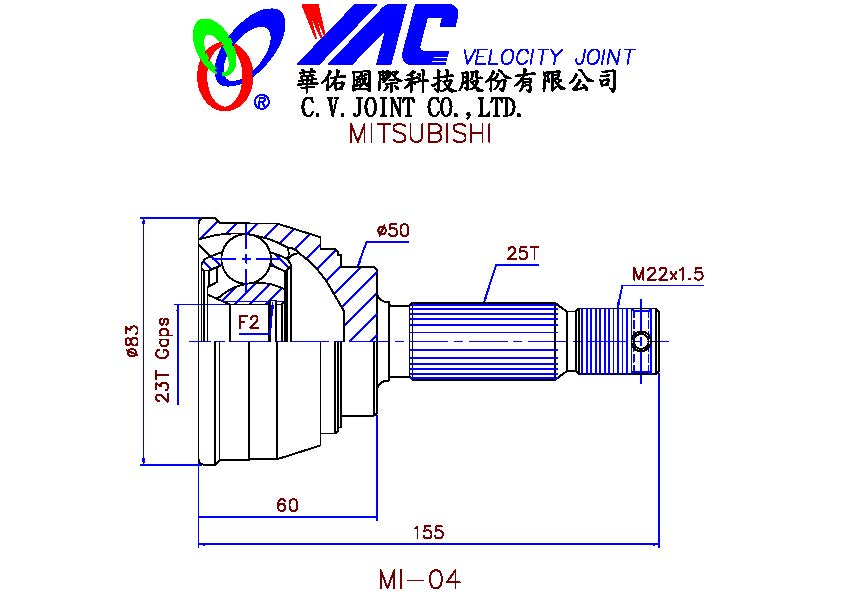 YAC VELOCITY JOINT
®
華佑國際科技股份有限公司
C.V.JOINT CO.,LTD.
MITSUBISHI
ø50
25T
M22x1.5
F2
ø83
23T Gaps
60
155
MI-04